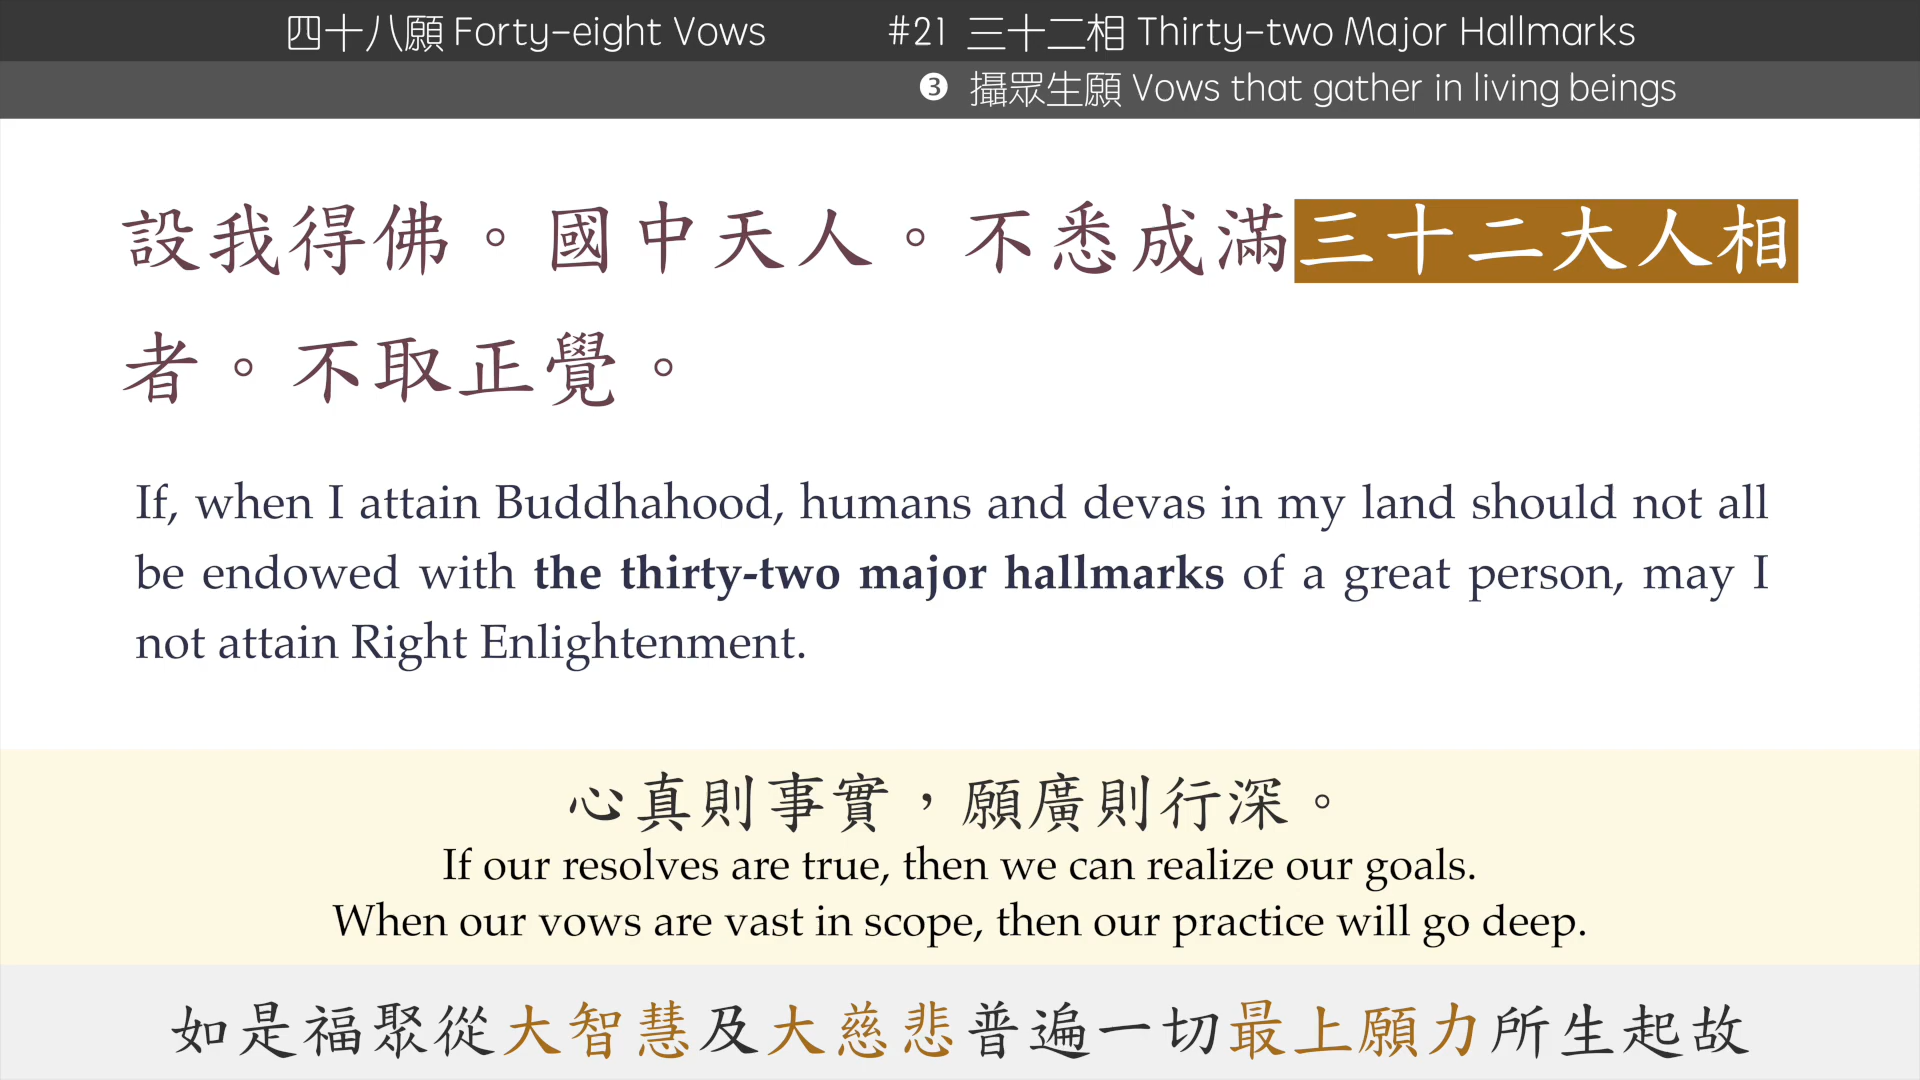 四十八願 Forty-eight Vows
#21 三十二相 Thirty-two Major Hallmarks
❸ 攝眾生願 Vows that gather in living beings
設我得佛。國中天人。不悉成滿三十二大人相
者。不取正覺。
If, when I attain Buddhahood, humans and devas in my land should not all
be endowed with the thirty-two major hallmarks of a great person, may I
not attain Right Enlightenment.
心真則事實，願廣則行深。
If our resolves are true, then we can realize our goals.
When our vows are vast in scope, then our practice will go deep.
如是福聚從大智慧及大慈悲普遍一切最上願力所生起故